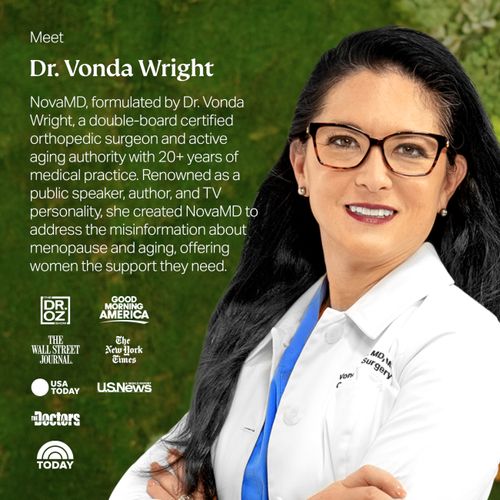 Meet
Dr. Vonda Wright
NovaMD, formulated by Dr. Vonda
Wright, a double-board certified
orthopedic surgeon and active
aging authority with 20+ years of
medical practice. Renowned as a
public speaker, author, and TV
personality, she created NovaMD to
address the misinformation about
menopause and aging, offering
women the support they need.
DR.
OZ
SHOW
GOOD
MORNING
AMERICA
THE
WALL STREET
JOURNAL.
The
New York
Times
USA
TODAY
U.S.News
THE Doctors
TODAY
MD,
Von
Surgery